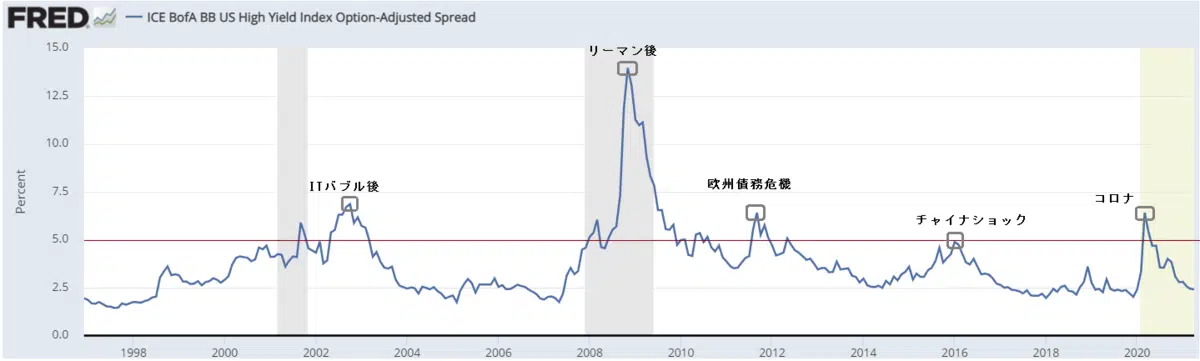 FRED
ICE BofA BB US High Yield Index Option-Adjusted Spread
15.0
12.5
10.0
7.5
5.0
2.5
0.0
Percent
リーマン後
ITバブル後
欧州債務危機
チャイナショック
コロナ
1998 2000 2002 2004 2006 2008 2010 2012 2014 2016 2018 2020